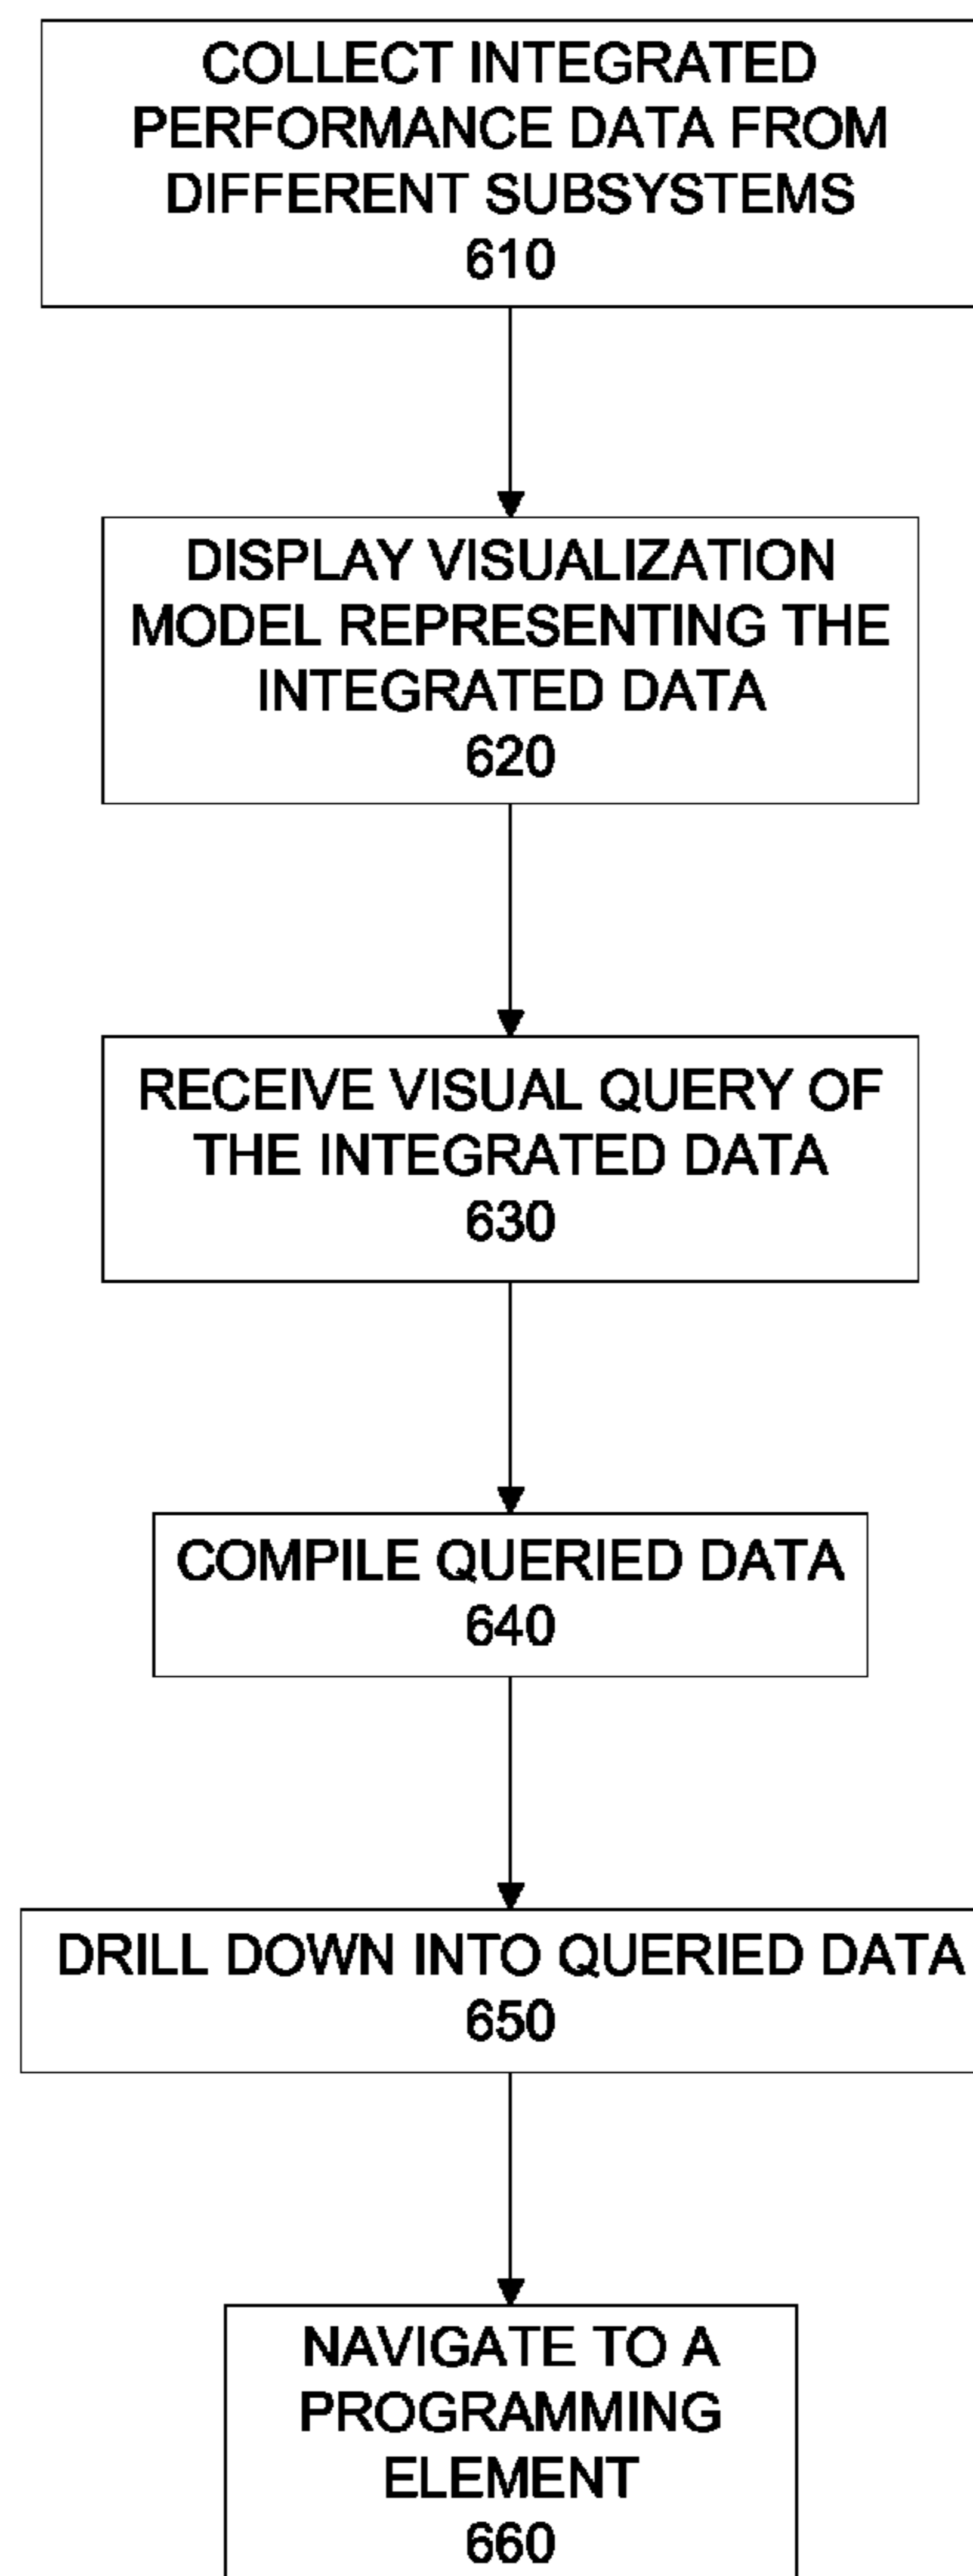 COLLECT INTEGRATED
PERFORMANCE DATA FROM
DIFFERENT SUBSYSTEMS
610
DISPLAY VISUALIZATION
MODEL REPRESENTING THE
INTEGRATED DATA
620
RECEIVE VISUAL QUERY OF
THE INTEGRATED DATA
630
COMPILE QUERIED DATA
640
DRILL DOWN INTO QUERIED DATA
650
NAVIGATE TO A
PROGRAMMING
ELEMENT
660